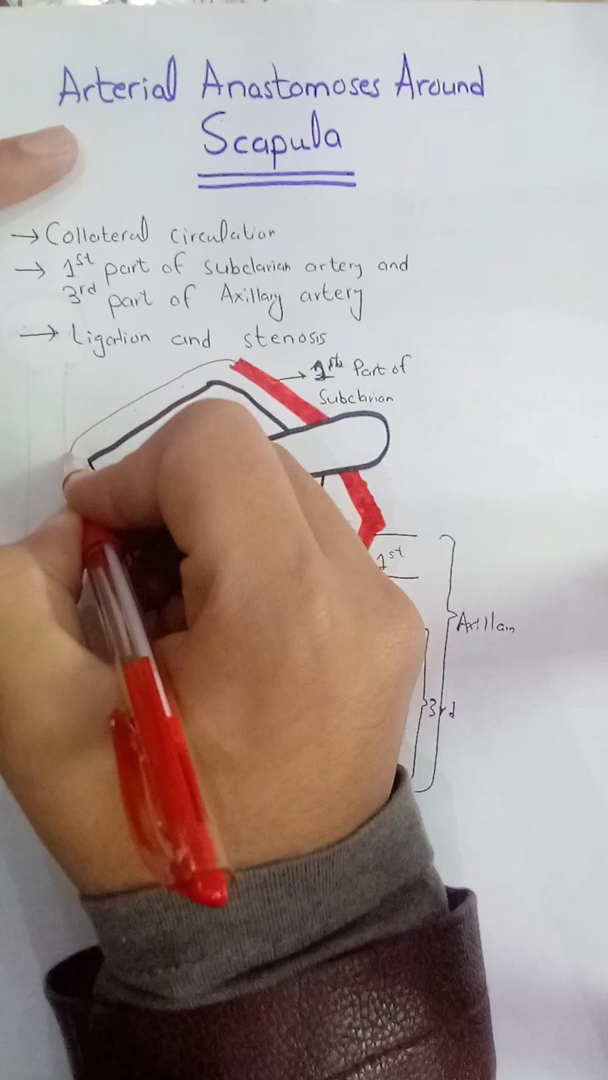 Arterial Anastomoses Around
Scapula
→ Collateral circulation
→ 1st part of subclavian artery and
3rd part of Axillary artery
→ Ligation and stenosis
→ 1st Part of
Subclavian
1st
Axillary
3rd